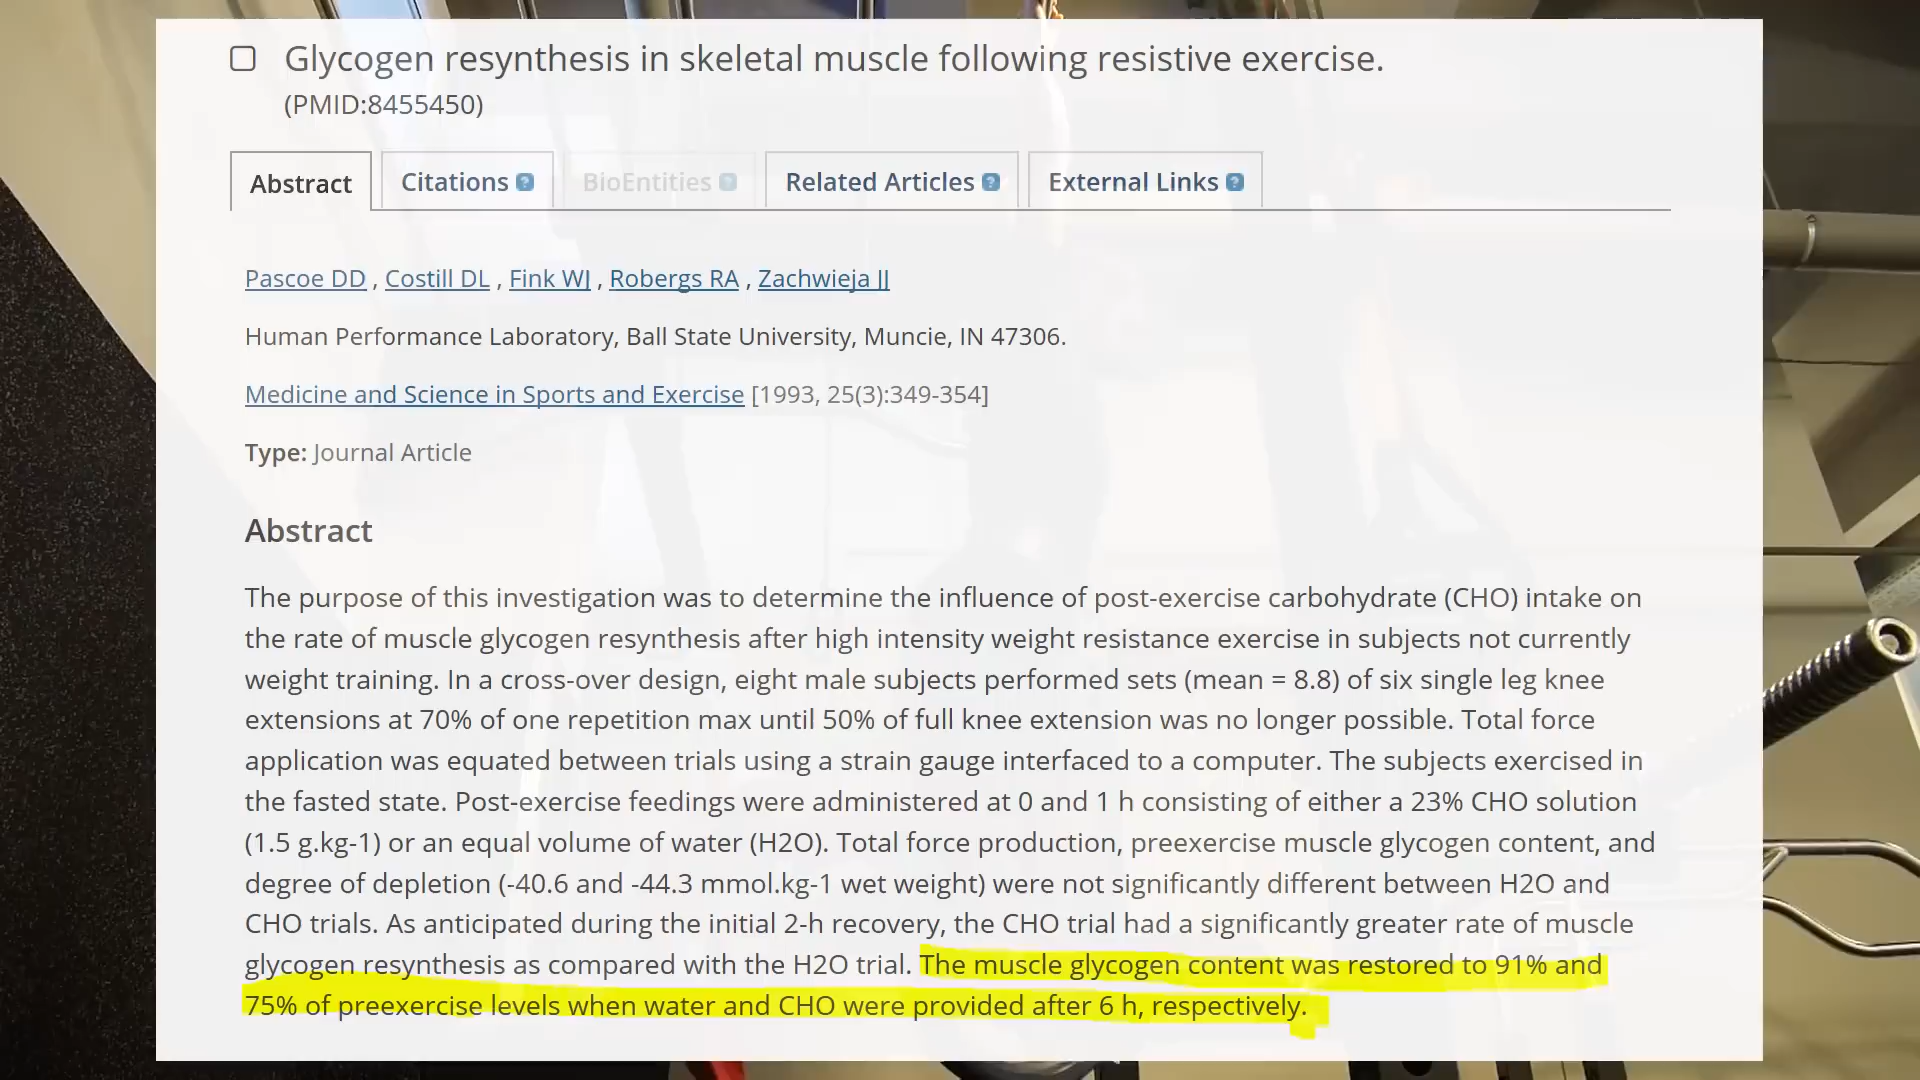 Glycogen resynthesis in skeletal muscle following resistive exercise.
(PMID:8455450)
Abstract
Citations ?
BioEntities ?
Related Articles ?
External Links ?
Pascoe DD , Costill DL , Fink WJ , Robergs RA , Zachwieja JJ
Human Performance Laboratory, Ball State University, Muncie, IN 47306.
Medicine and Science in Sports and Exercise [1993, 25(3):349-354]
Type: Journal Article
Abstract
The purpose of this investigation was to determine the influence of post-exercise carbohydrate (CHO) intake on
the rate of muscle glycogen resynthesis after high intensity weight resistance exercise in subjects not currently
weight training. In a cross-over design, eight male subjects performed sets (mean = 8.8) of six single leg knee
extensions at 70% of one repetition max until 50% of full knee extension was no longer possible. Total force
application was equated between trials using a strain gauge interfaced to a computer. The subjects exercised in
the fasted state. Post-exercise feedings were administered at 0 and 1 h consisting of either a 23% CHO solution
(1.5 g.kg-1) or an equal volume of water (H2O). Total force production, preexercise muscle glycogen content, and
degree of depletion (-40.6 and -44.3 mmol.kg-1 wet weight) were not significantly different between H2O and
CHO trials. As anticipated during the initial 2-h recovery, the CHO trial had a significantly greater rate of muscle
glycogen resynthesis as compared with the H2O trial. The muscle glycogen content was restored to 91% and
75% of preexercise levels when water and CHO were provided after 6 h, respectively.